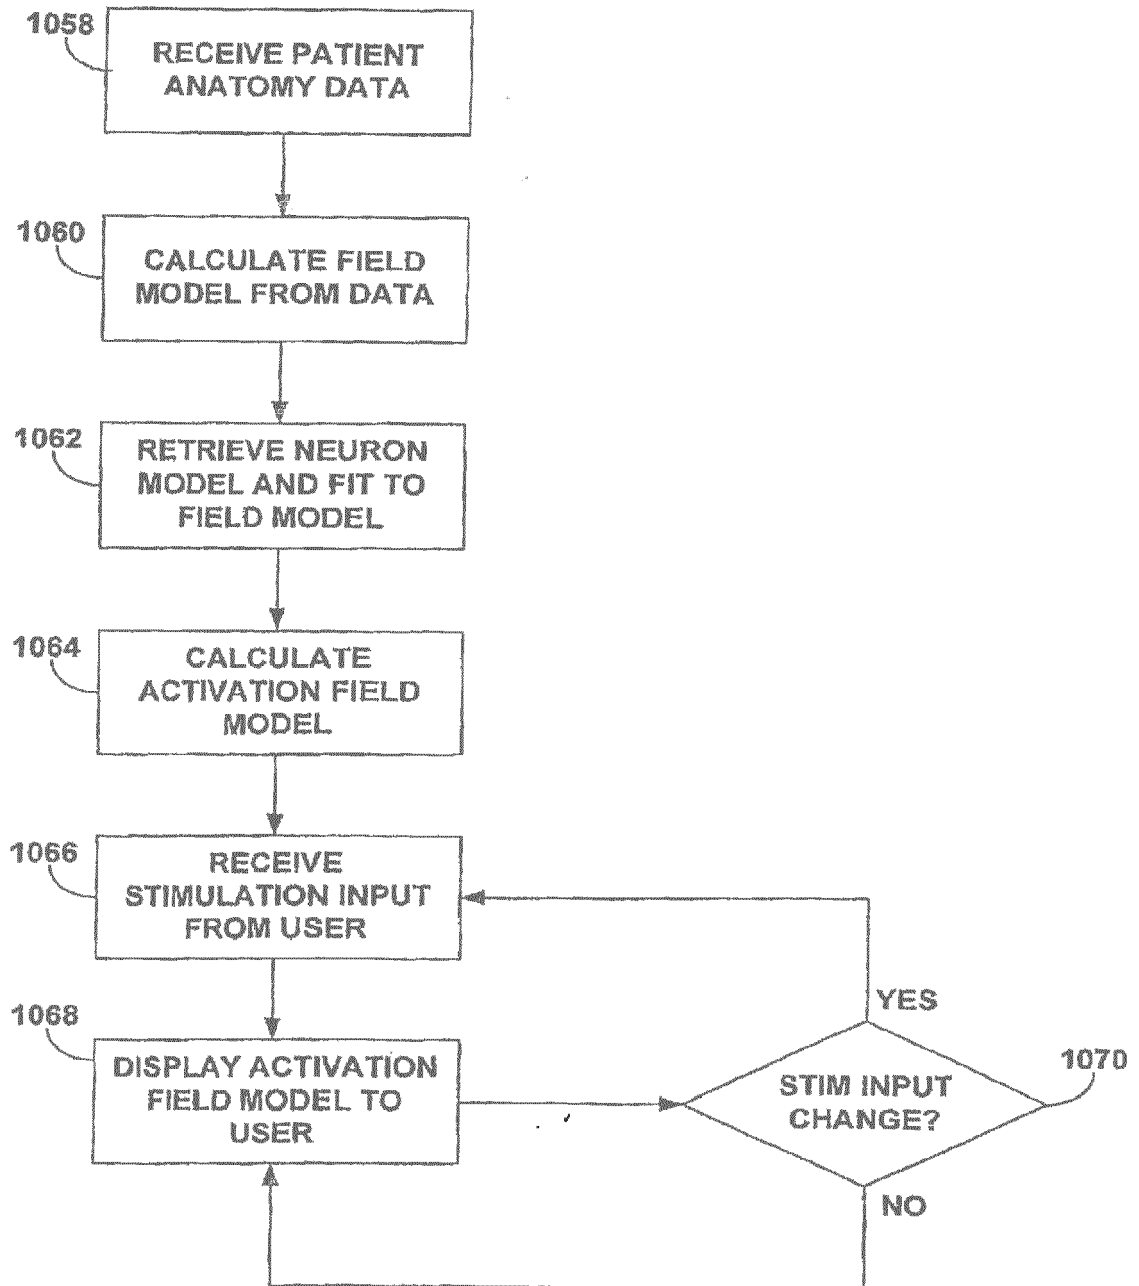 1058
RECEIVE PATIENT
ANATOMY DATA
1060
CALCULATE FIELD
MODEL FROM DATA
1062
RETRIEVE NEURON
MODEL AND FIT TO
FIELD MODEL
1064
CALCULATE
ACTIVATION FIELD
MODEL
1066
RECEIVE
STIMULATION INPUT
FROM USER
1068
DISPLAY ACTIVATION
FIELD MODEL TO
USER
YES
1070
STIM INPUT
CHANGE?
NO